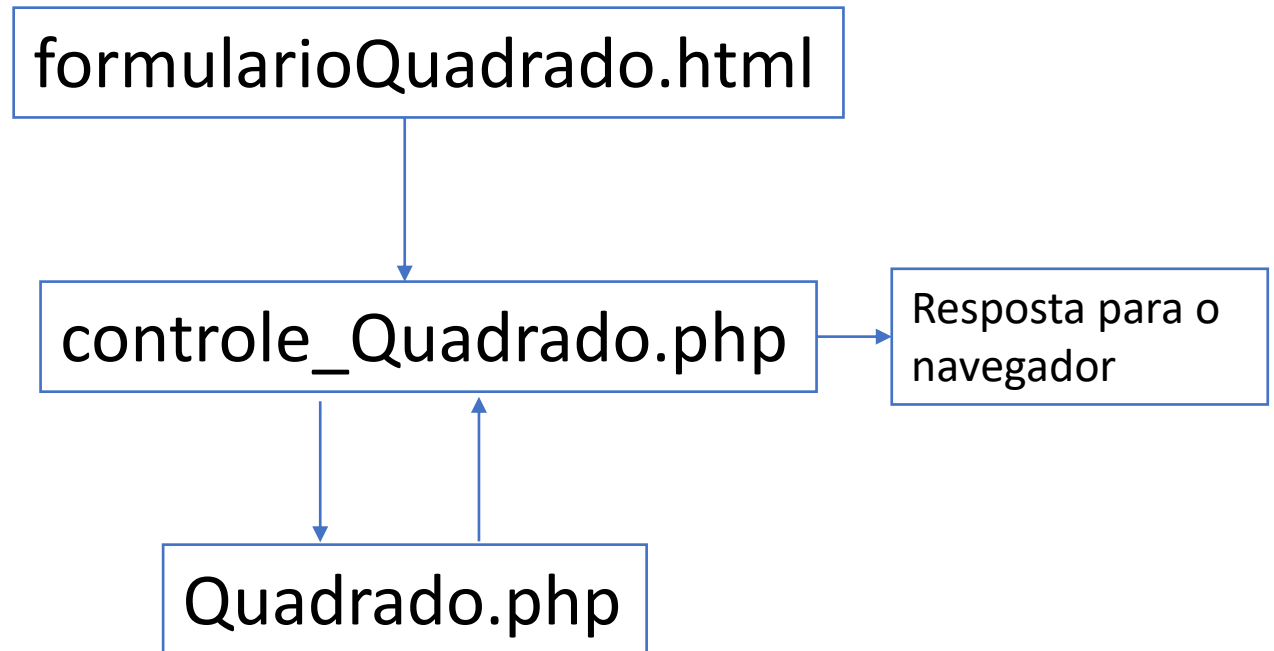 formularioQuadrado.html
controle_Quadrado.php
Resposta para o
navegador
Quadrado.php